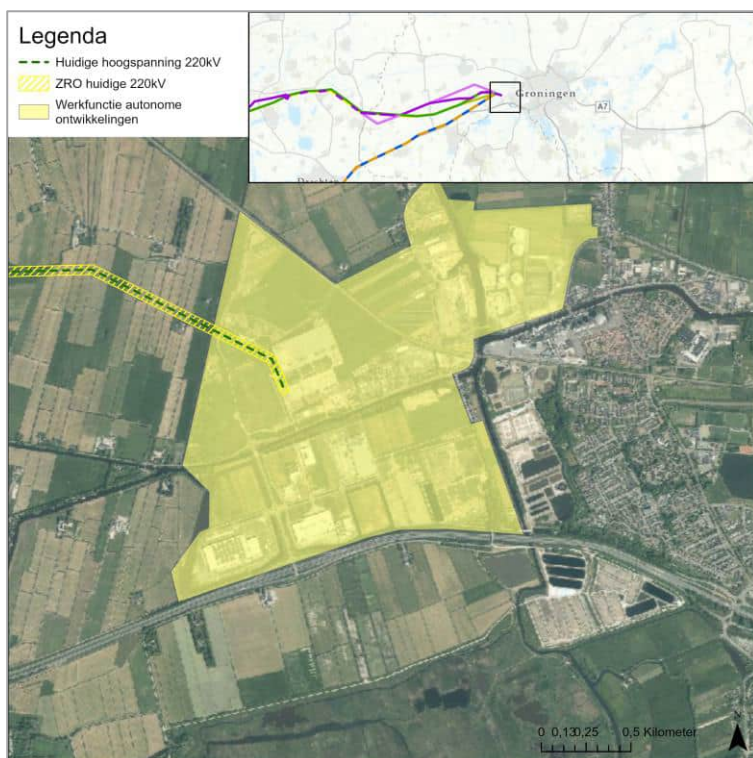 Legenda
Huidige hoogspanning 220kV
ZRO huidige 220kV
Werkfunctie autonome
ontwikkelingen
Groningen
A7
Drachten
0 0,130,25 0,5 Kilometer